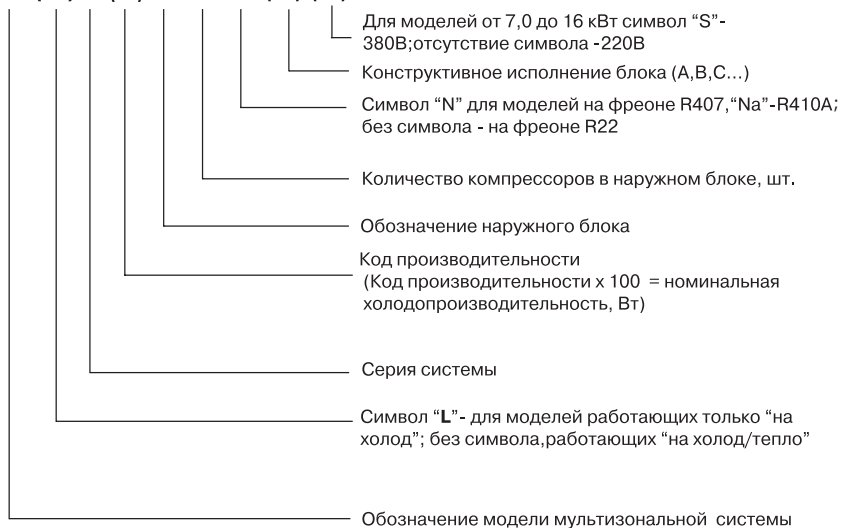 Для моделей от 7,0 до 16 кВт символ “S”-
380В;отсутствие символа -220В
Конструктивное исполнение блока (А,В,С...)
Символ “N” для моделей на фреоне R407,“Na”-R410A;
без символа - на фреоне R22
Количество компрессоров в наружном блоке, шт.
Обозначение наружного блока
Код производительности
(Код производительности х 100 = номинальная
холодопроизводительность, Вт)
Серия системы
Символ “L”- для моделей работающих только “на
холод”; без символа,работающих “на холод/тепло”
Обозначение модели мультизональной системы